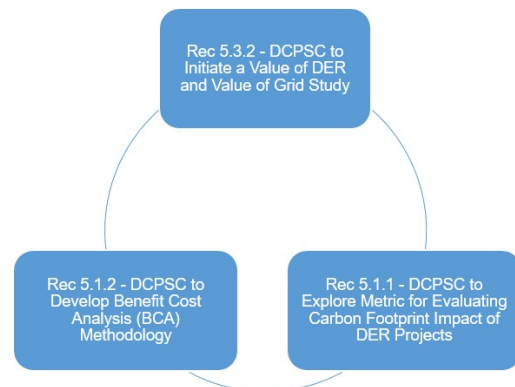 Rec 5.3.2 - DCPSC to
Initiate a Value of DER
and Value of Grid Study
Rec 5.1.2 - DCPSC to
Develop Benefit Cost
Analysis (BCA)
Methodology
Rec 5.1.1 - DCPSC to
Explore Metric for Evaluating
Carbon Footprint Impact of
DER Projects